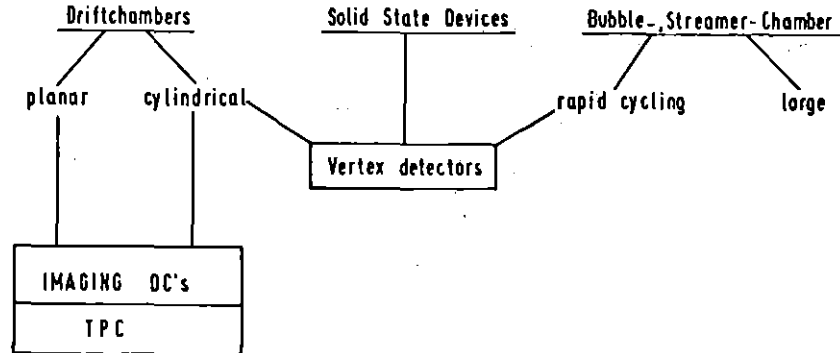 Driftchambers Solid State Devices Bubble-,Streamer-Chamber
planar cylindrical rapid cycling large
Vertex detectors
IMAGING DC's
TPC